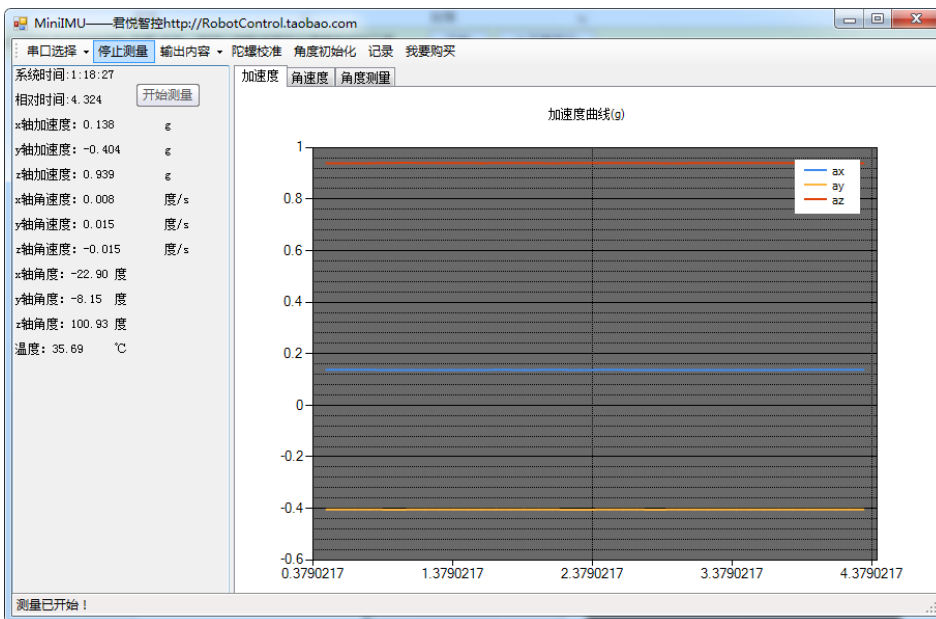 MiniIMU——君悦智控http://RobotControl.taobao.com
串口选择 停止测量 输出内容 陀螺校准 角度初始化 记录 我要购买
系统时间:1:18:27
相对时间:4.324
开始测量
x轴加速度: 0.138 g
y轴加速度: -0.404 g
z轴加速度: 0.939 g
x轴角速度: 0.008 度/s
y轴角速度: 0.015 度/s
z轴角速度: -0.015 度/s
x轴角度: -22.90 度
y轴角度: -8.15 度
z轴角度: 100.93 度
温度: 35.69 ℃
加速度 角速度 角度测量
加速度曲线(g)
1
0.8
0.6
0.4
0.2
0
-0.2
-0.4
-0.6
ax
ay
az
0.3790217 1.3790217 2.3790217 3.3790217 4.3790217
测量已开始!